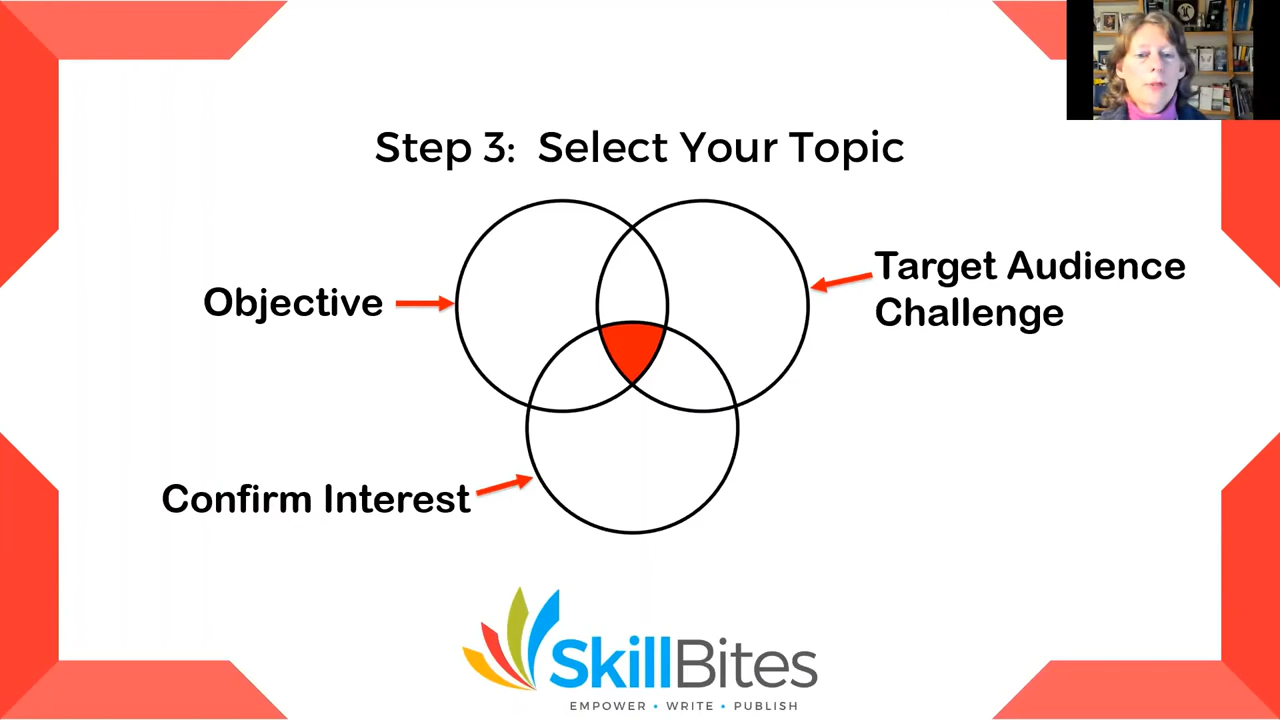 Step 3: Select Your Topic
Objective
Target Audience
Challenge
Confirm Interest
SkillBites
EMPOWER • WRITE • PUBLISH